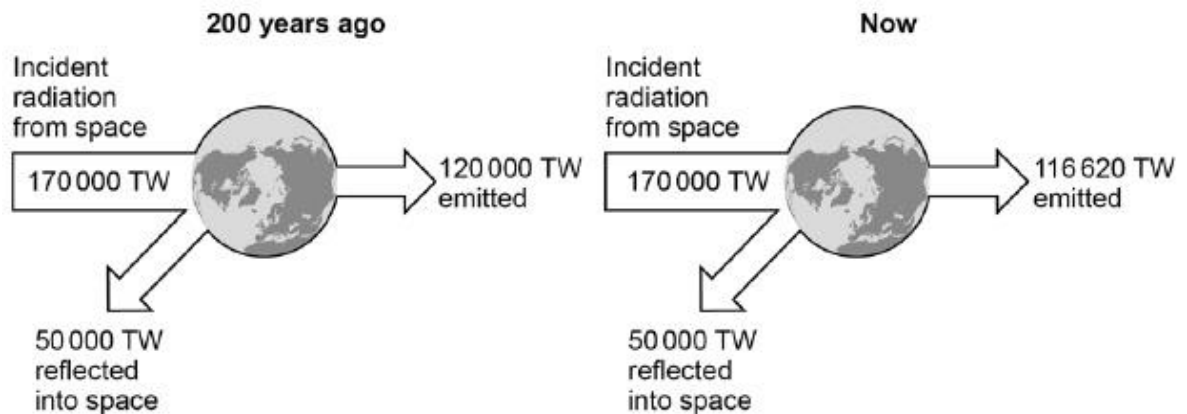 200 years ago
Incident
radiation
from space
170 000 TW
120 000 TW
emitted
50 000 TW
reflected
into space
Now
Incident
radiation
from space
170 000 TW
116 620 TW
emitted
50 000 TW
reflected
into space